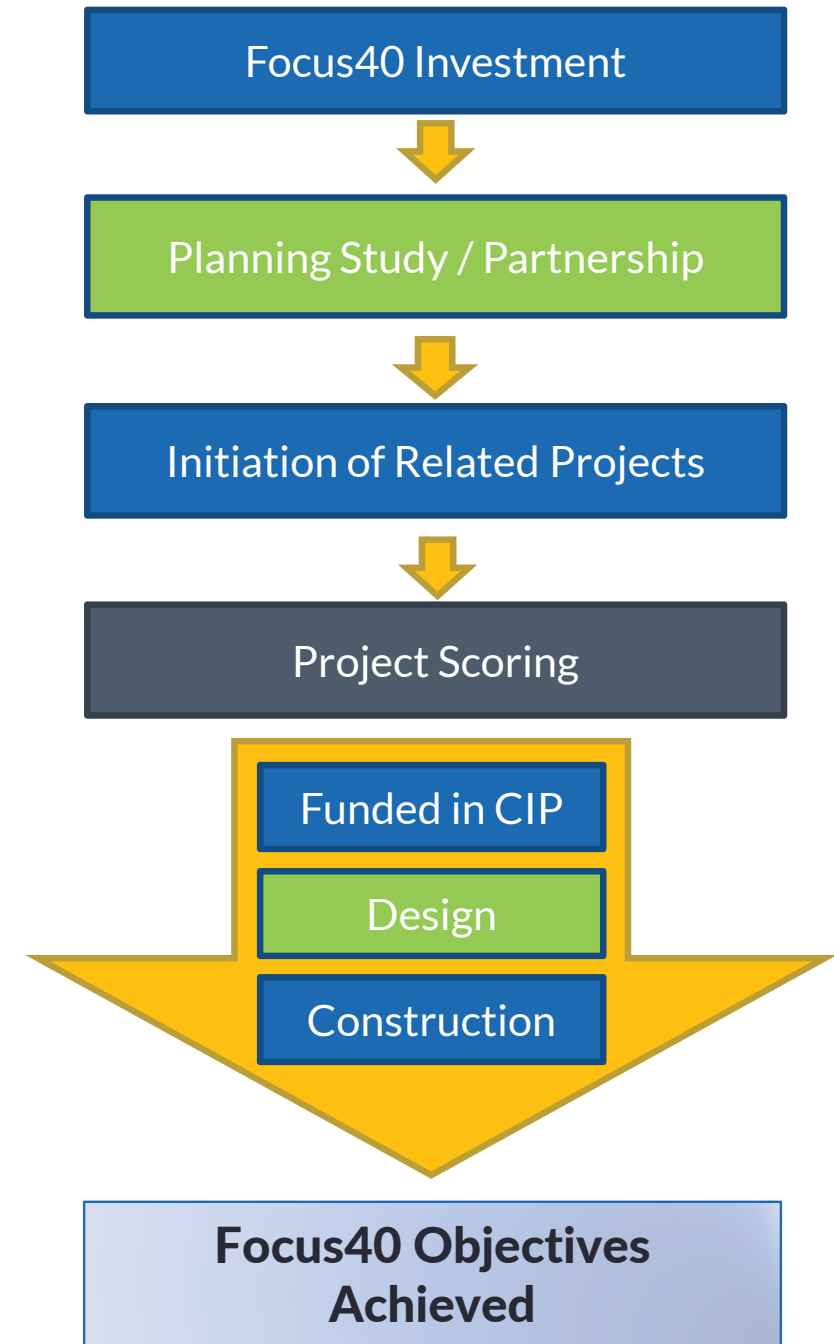 Focus40 Investment
Planning Study / Partnership
Initiation of Related Projects
Project Scoring
Funded in CIP
Design
Construction
Focus40 Objectives
Achieved